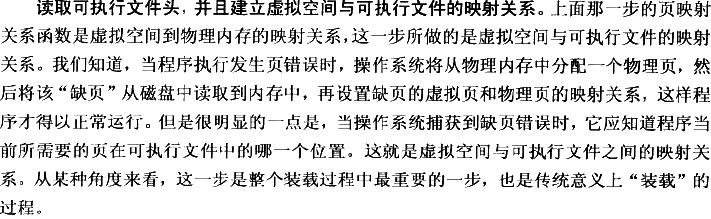 读取可执行文件头，并且建立虚拟空间与可执行文件的映射关系。上面那一步的页映射
关系函数是虚拟空间到物理内存的映射关系，这一步所做的是虚拟空间与可执行文件的映射
关系。我们知道，当程序执行发生页错误时，操作系统将从物理内存中分配一个物理页，然
后将该“缺页”从磁盘中读取到内存中，再设置缺页的虚拟页和物理页的映射关系，这样程
序才得以正常运行。但是很明显的一点是，当操作系统捕获到缺页错误时，它应知道程序当
前所需要的页在可执行文件中的哪一个位置。这就是虚拟空间与可执行文件之间的映射关
系。从某种角度来看，这一步是整个装载过程中最重要的一步，也是传统意义上“装载”的
过程。